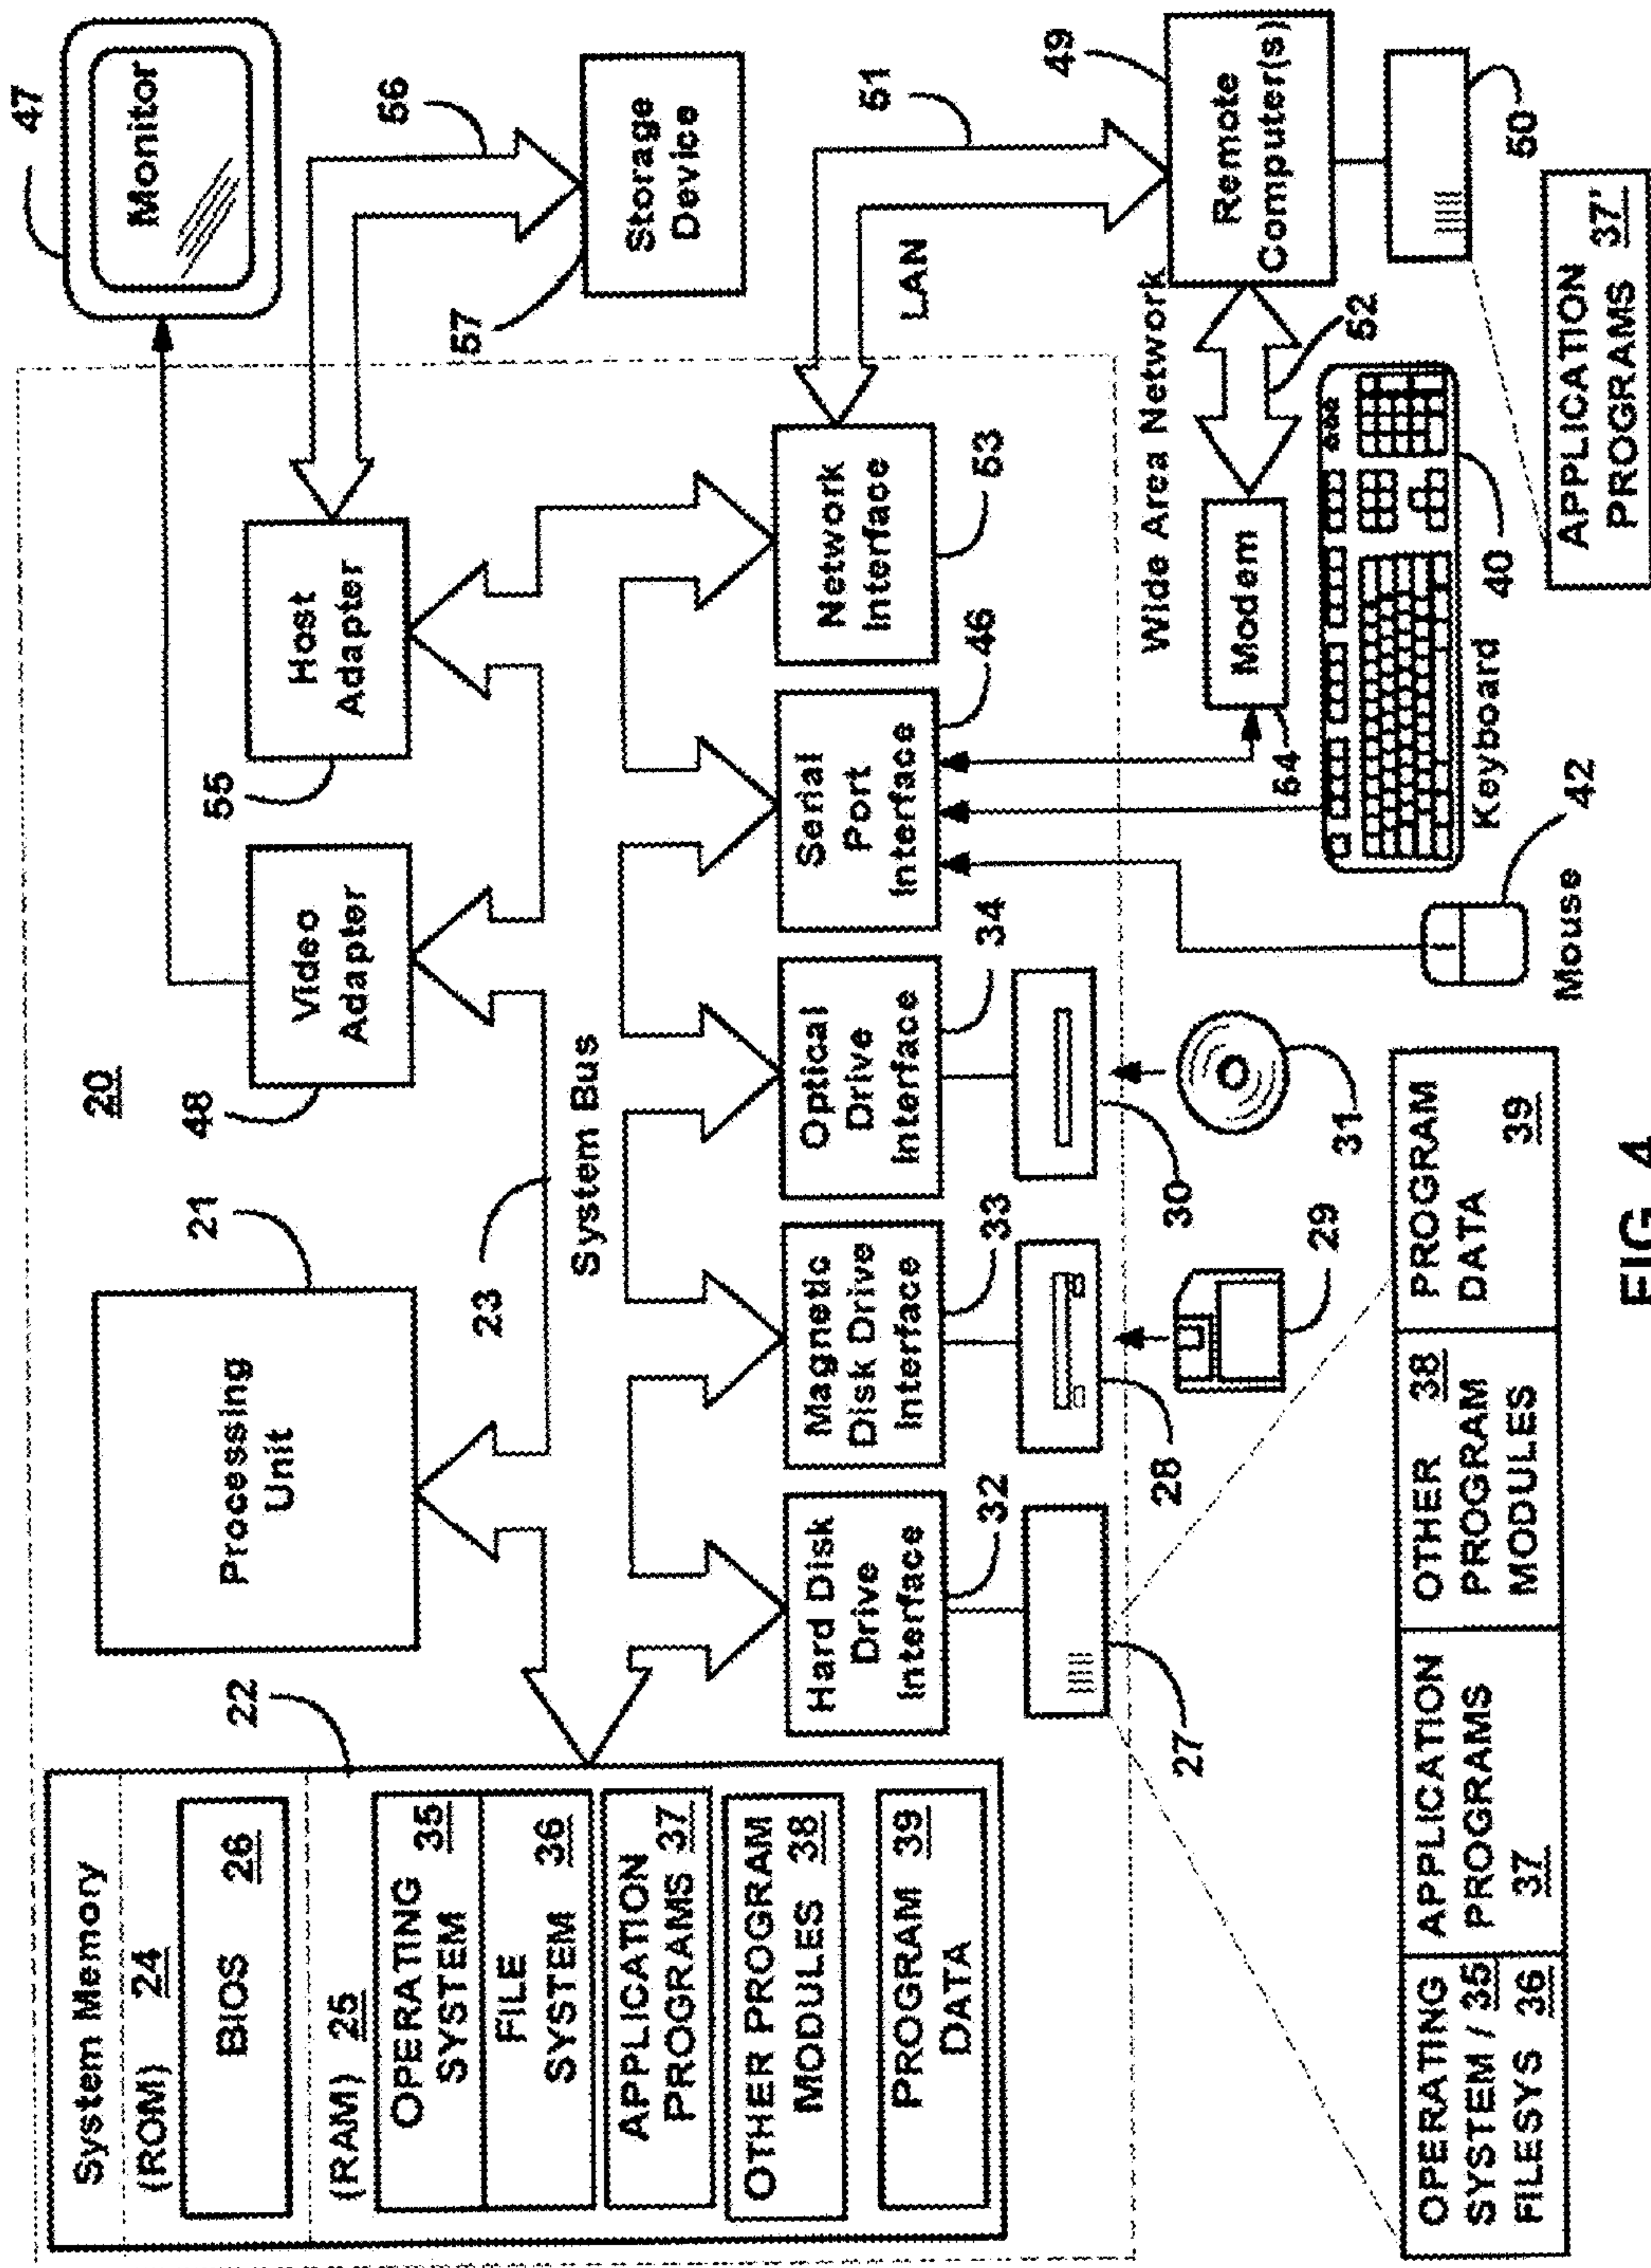 20
System Memory
(ROM) 24
BIOS 26
(RAM) 25
OPERATING
SYSTEM 35
FILE
SYSTEM 36
APPLICATION
PROGRAMS 37
OTHER PROGRAM
MODULES 38
PROGRAM 39
DATA
22
Processing
Unit
21
23
System Bus
48
Video
Adapter
55
Host
Adapter
47
Monitor
56
57
Storage
Device
Hard Disk
Drive
Interface
32
Magnetic
Disk Drive
Interface
33
Optical
Drive
Interface
34
Serial
Port
Interface
46
Network
Interface
53
LAN
51
27
28
29
30
31
Wide Area Network
Modem
54
52
49
Remote
Computer(s)
50
Mouse
42
Keyboard
40
APPLICATION
PROGRAMS 37'
OPERATING
SYSTEM / 35
FILESYS 36
APPLICATION
PROGRAMS
37
OTHER 38
PROGRAM
MODULES
PROGRAM
DATA
39
FIG. 4